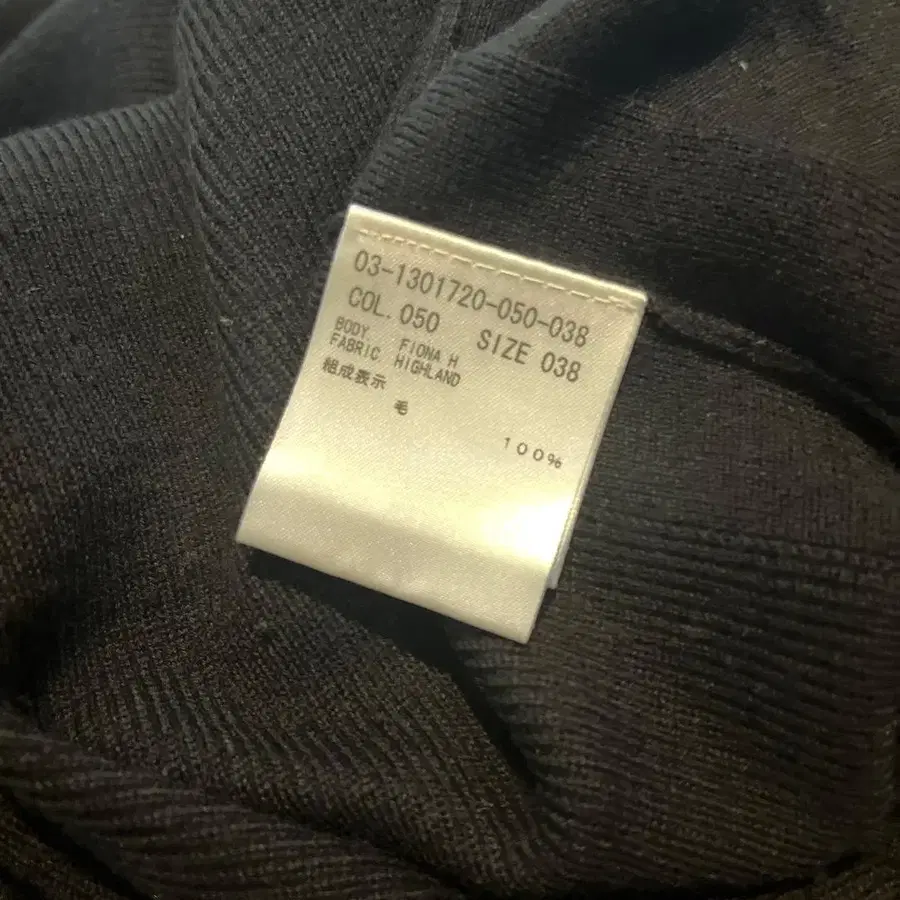 03-1301720-050-038
COL. 050 SIZE 038
BODY FIONA H
FABRIC HIGHLAND
組成表示
毛
100%